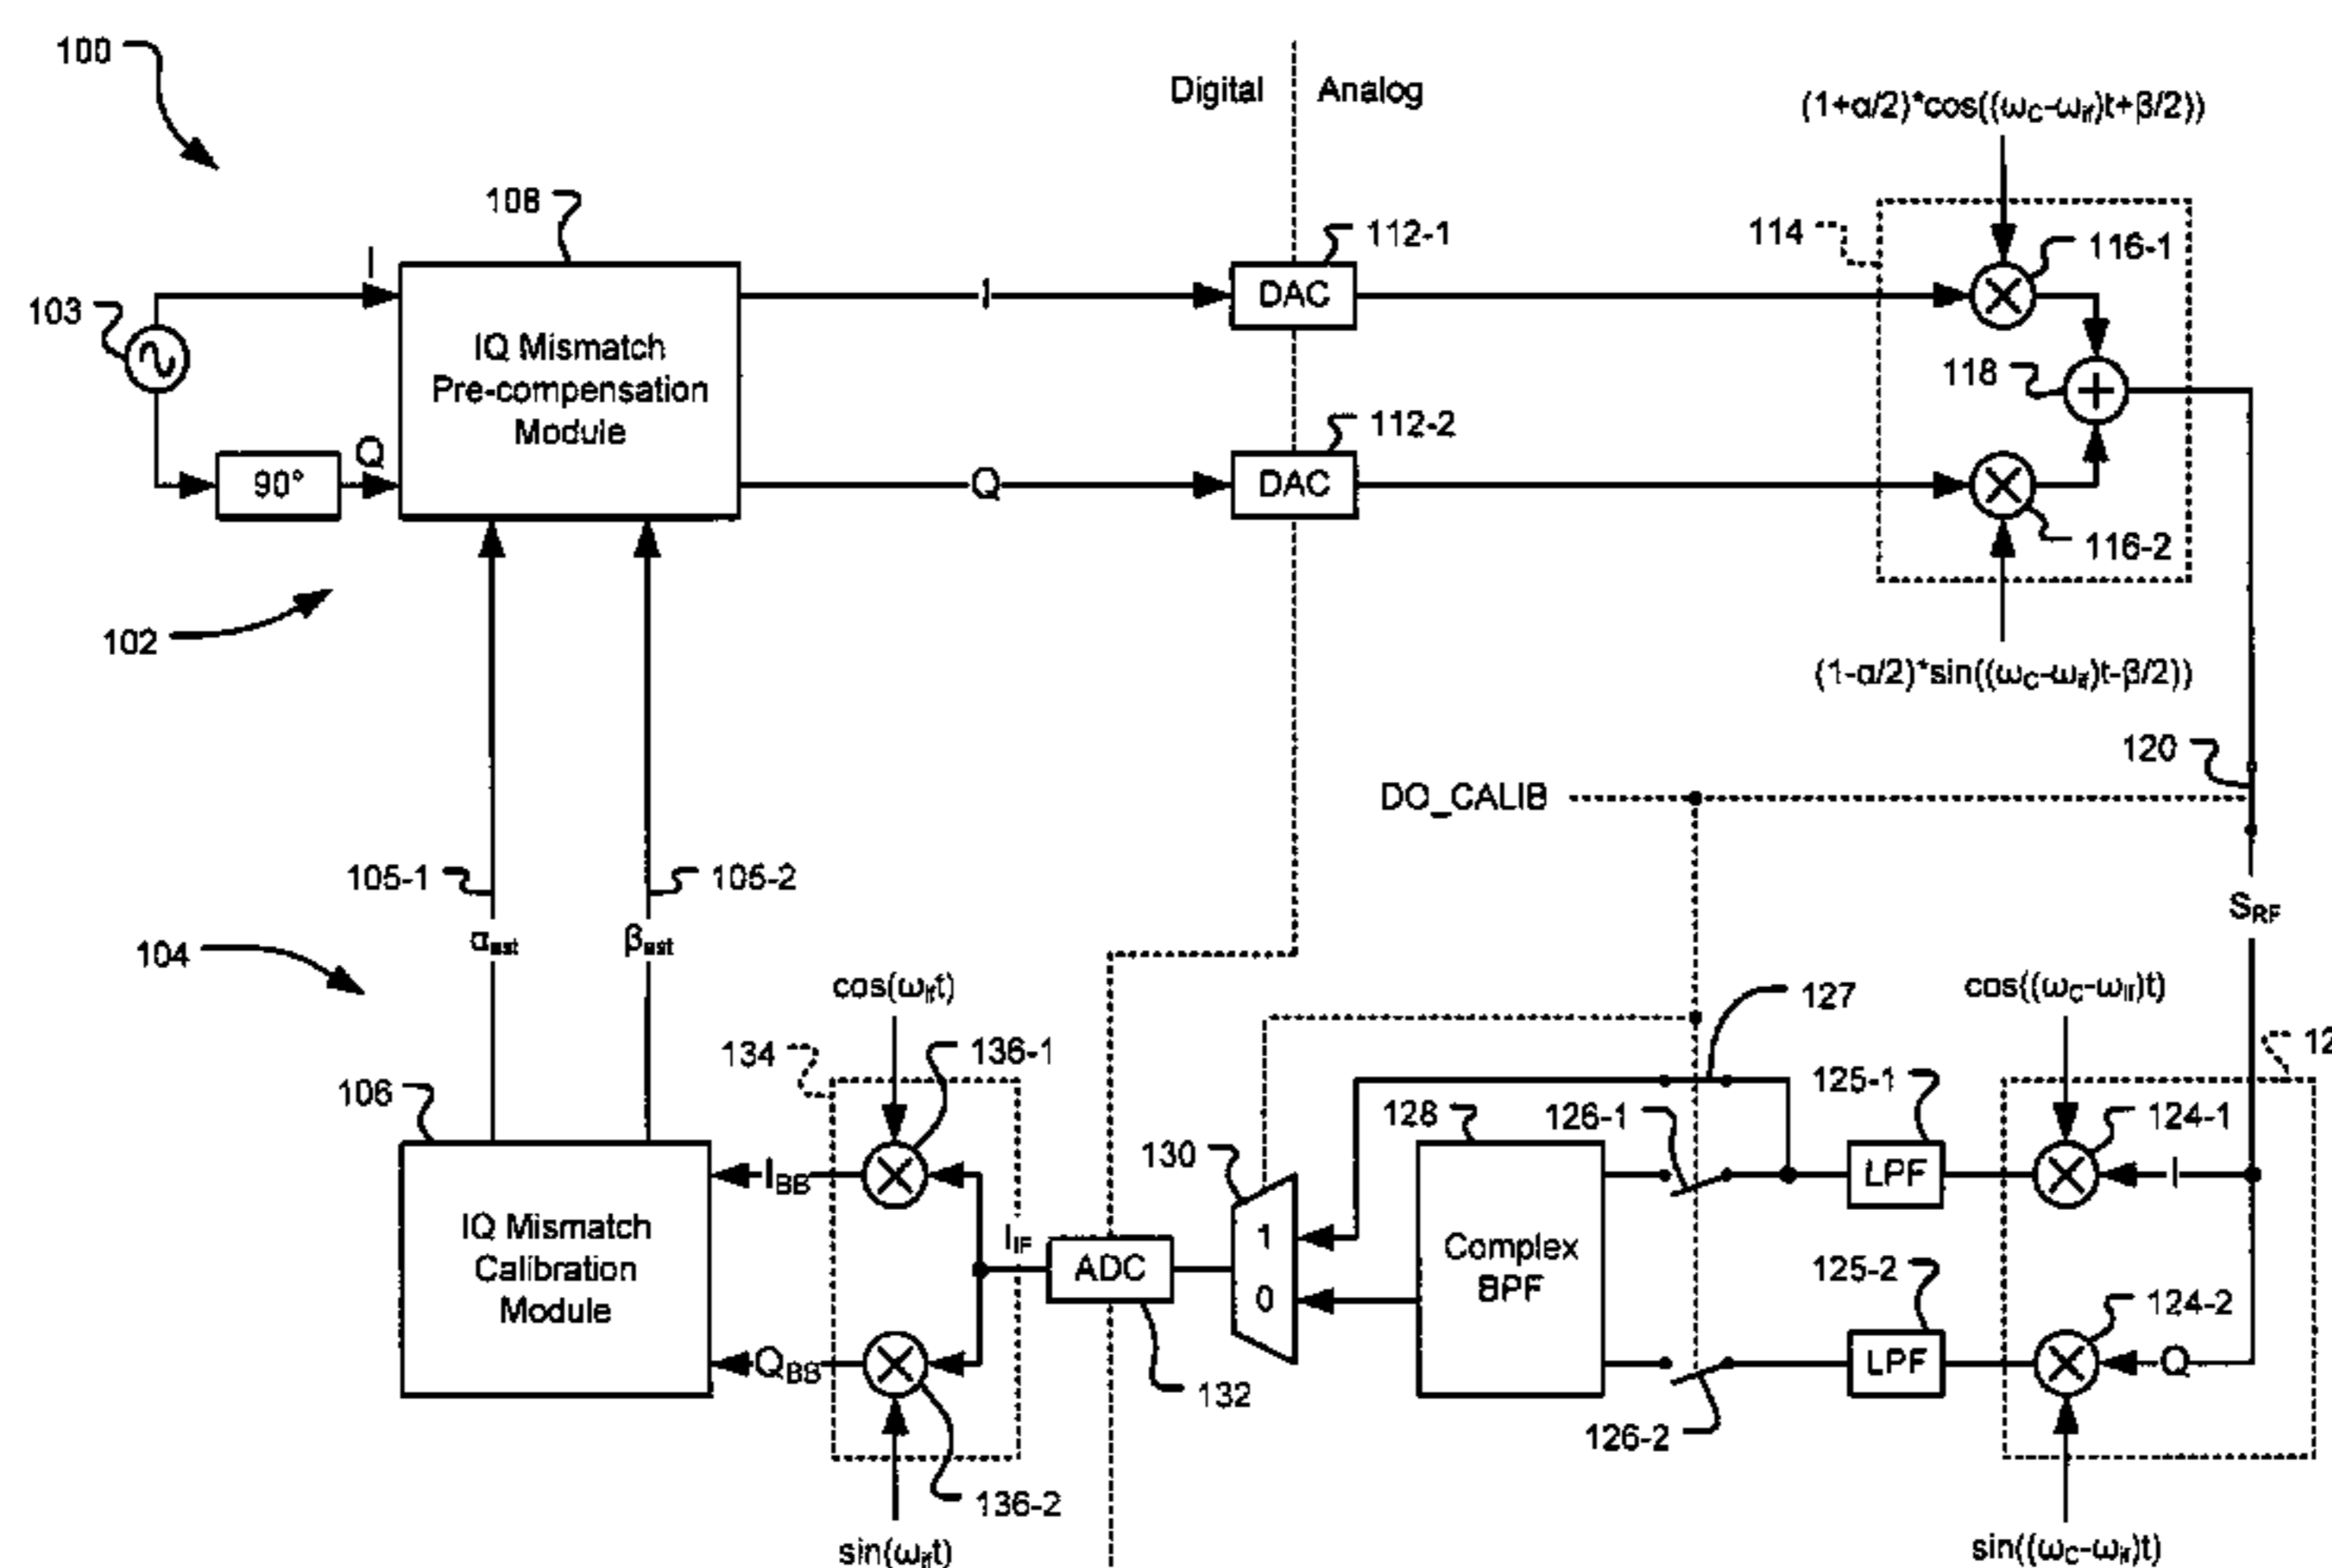 100
Digital
Analog
(1+α/2)*cos((ωC-ωif)t+β/2))
108
103
I
IQ Mismatch
Pre-compensation
Module
Q
90°
I
Q
112-1
DAC
112-2
DAC
114
116-1
118
116-2
(1-α/2)*sin((ωC-ωif)t-β/2))
102
120
DO_CALIB
105-1
105-2
αest
βest
SRF
104
cos(ωift)
127
cos((ωC-ωif)t)
134
136-1
106
IBB
IQ Mismatch
Calibration
Module
QBB
136-2
sin(ωift)
IIF
ADC
132
130
1
0
128
Complex
BPF
126-1
126-2
125-1
LPF
125-2
LPF
12
124-1
I
124-2
Q
sin((ωC-ωif)t)